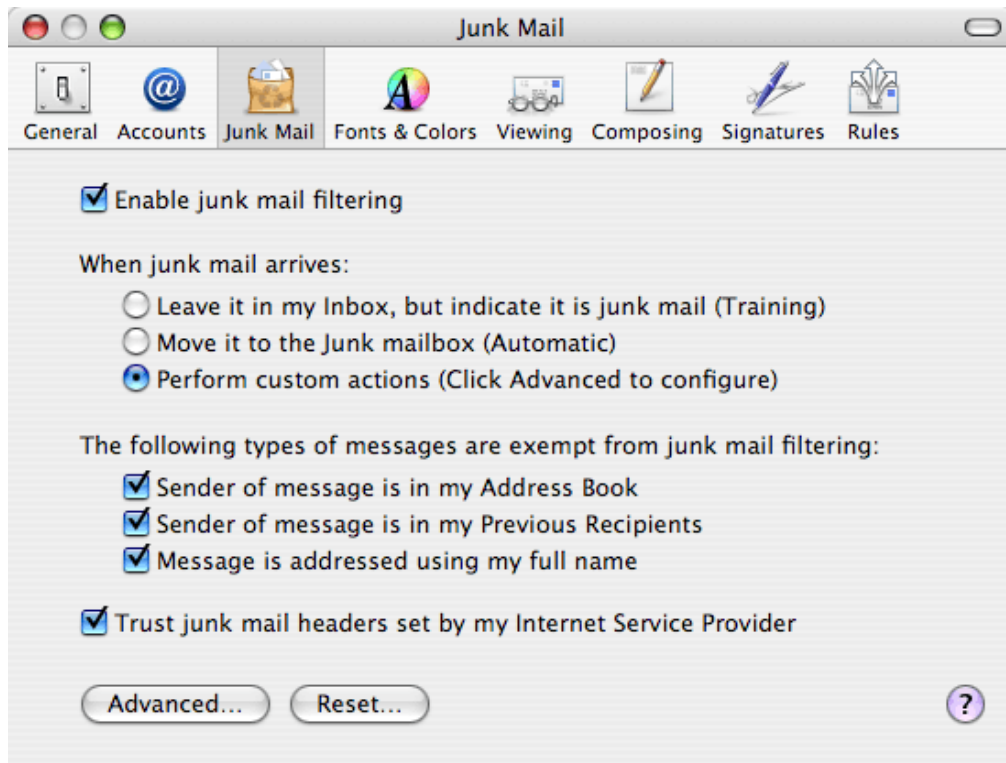 Junk Mail
General Accounts Junk Mail Fonts & Colors Viewing Composing Signatures Rules
Enable junk mail filtering
When junk mail arrives:
Leave it in my Inbox, but indicate it is junk mail (Training)
Move it to the Junk mailbox (Automatic)
Perform custom actions (Click Advanced to configure)
The following types of messages are exempt from junk mail filtering:
Sender of message is in my Address Book
Sender of message is in my Previous Recipients
Message is addressed using my full name
Trust junk mail headers set by my Internet Service Provider
Advanced... Reset... ?